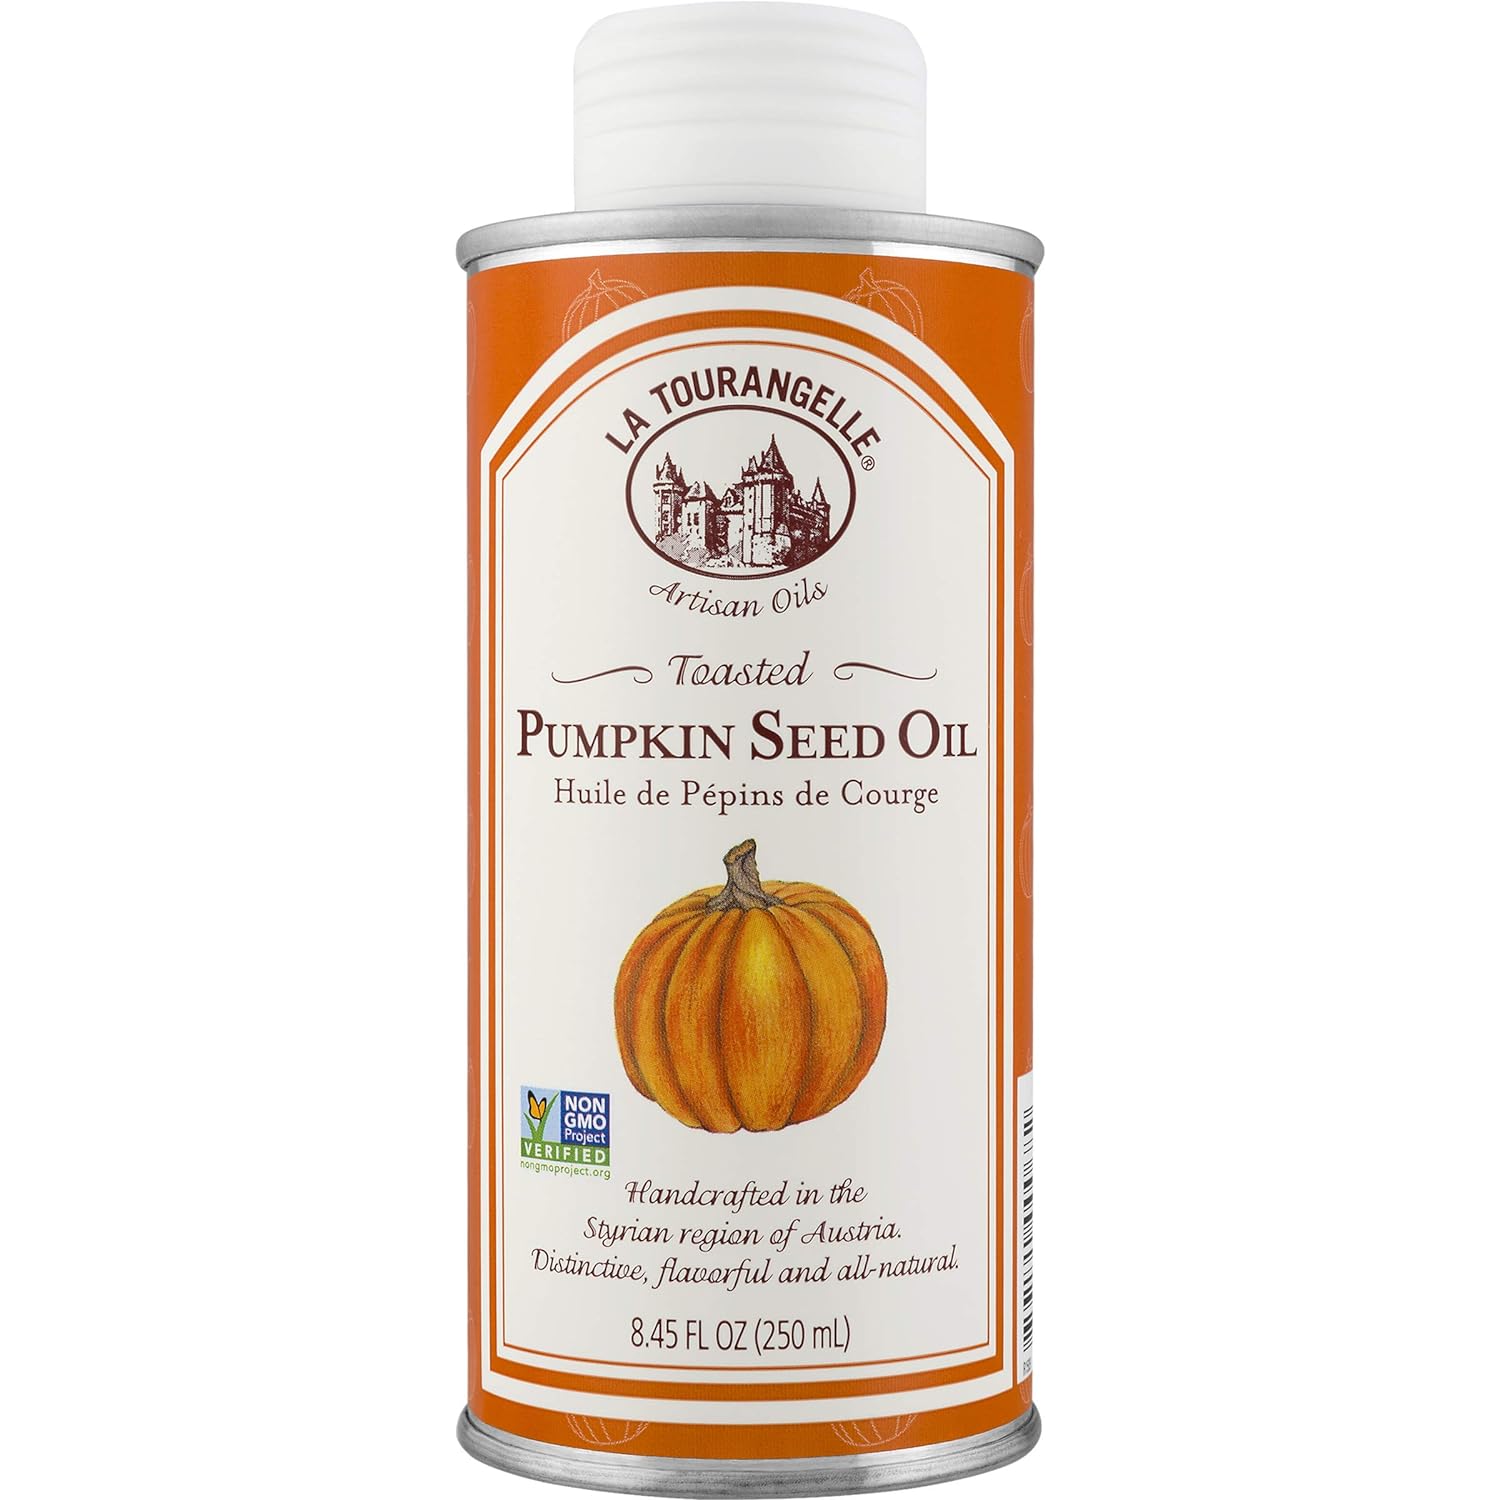 LA TOURANGELLE®
Artisan Oils
Toasted
PUMPKIN SEED OIL
Huile de Pépins de Courge
NON
GMO
Project
VERIFIED
nongmoproject.org
Handcrafted in the
Styrian region of Austria.
Distinctive, flavorful and all-natural.
8.45 FL OZ (250 mL)